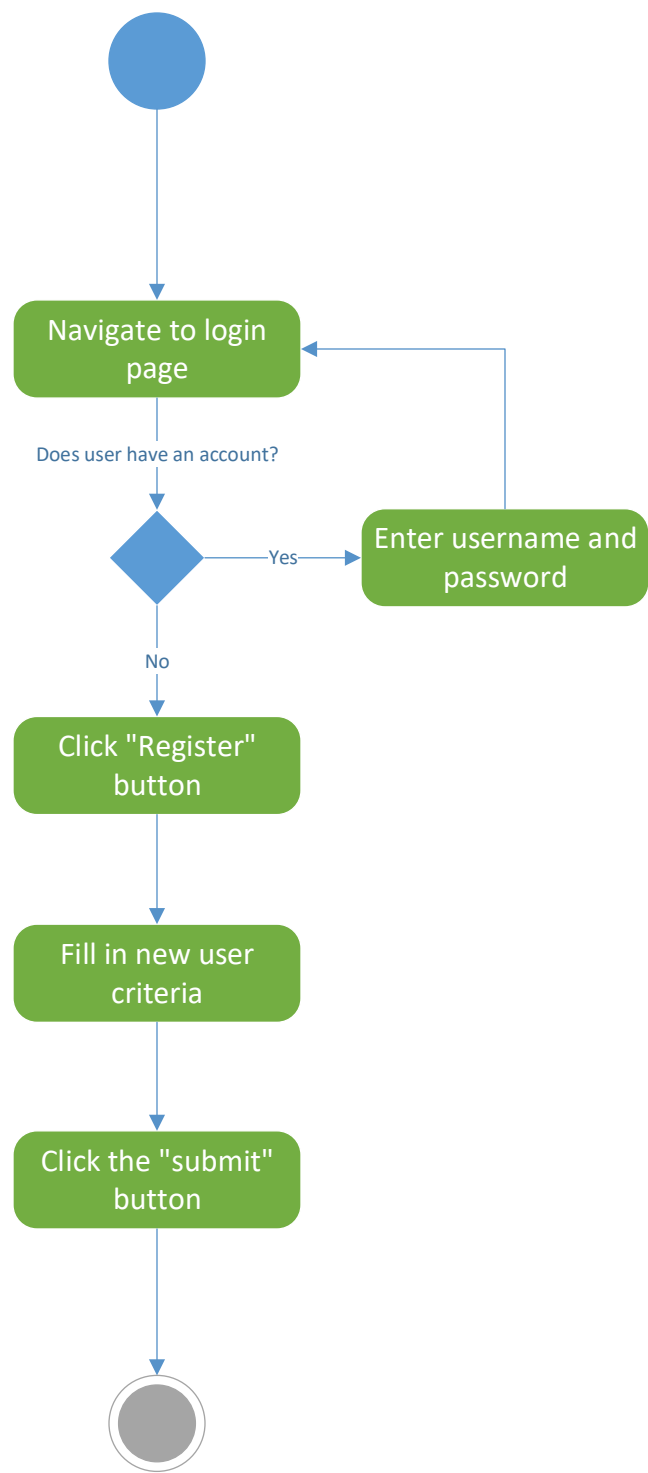 Navigate to login
page
Does user have an account?
Yes
Enter username and
password
No
Click "Register"
button
Fill in new user
criteria
Click the "submit"
button